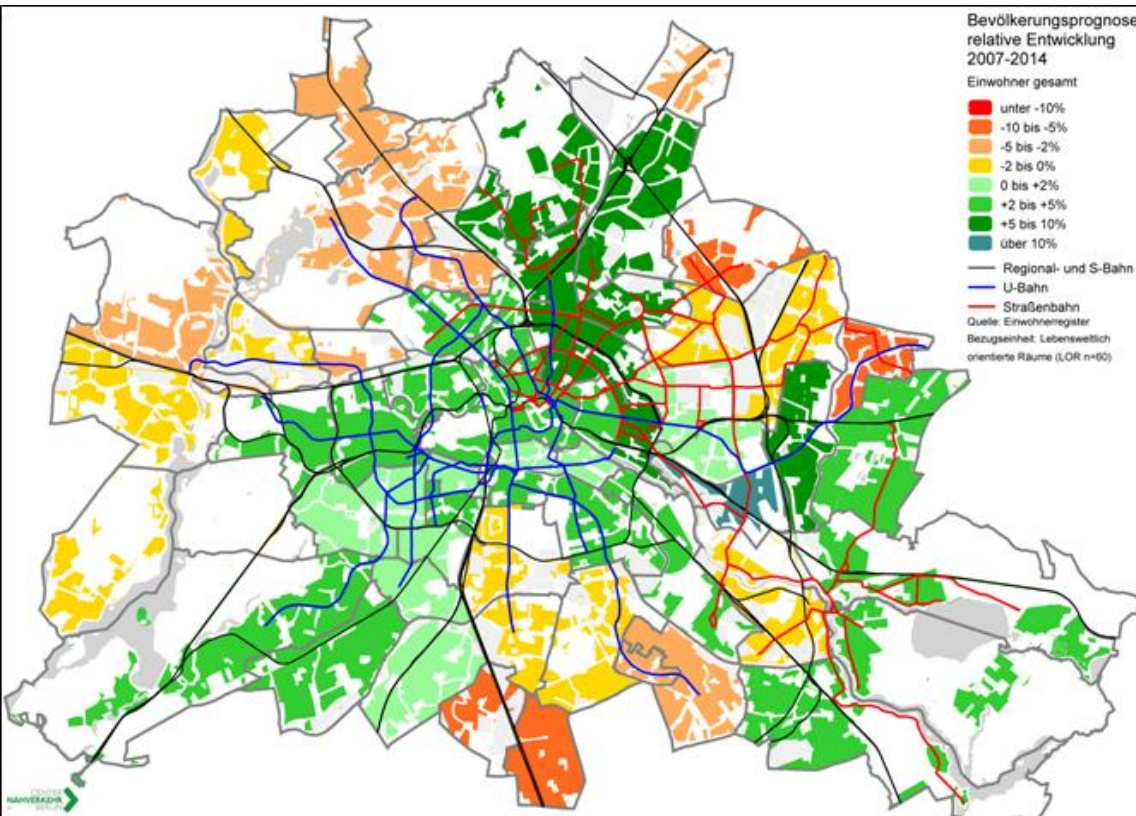 Bevölkerungsprognose
relative Entwicklung
2007-2014
Einwohner gesamt
unter -10%
-10 bis -5%
-5 bis -2%
-2 bis 0%
0 bis +2%
+2 bis +5%
+5 bis 10%
über 10%
Regional- und S-Bahn
U-Bahn
Straßenbahn
Quelle: Einwohnerregister
Bezugseinheit: Lebensweltlich
orientierte Räume (LOR n=60)
CENTER
NAHVERKEHR
BERLIN